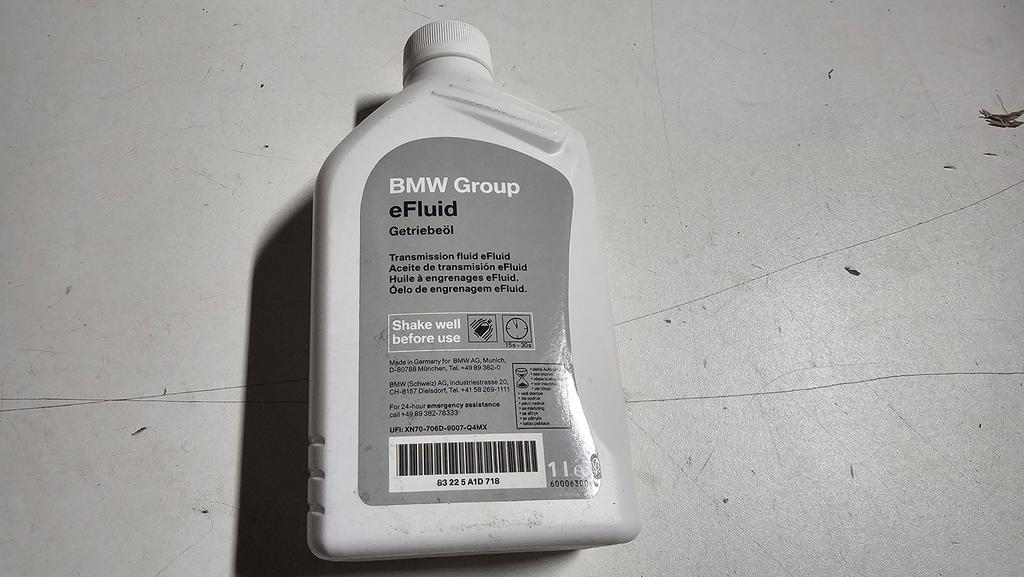 BMW Group
eFluid
Getriebeöl
Transmission fluid eFluid
Aceite de transmisión eFluid
Huile à engrenages eFluid.
Óelo de engrenagem eFluid.
Shake well
before use
15s - 30s
Made in Germany for BMW AG, Munich,
D-80788 München, Tel. +49 89 382-0
BMW (Schweiz) AG, Industriestrasse 20,
CH-8157 Dielsdorf, Tel. +41 58 269-1111
For 24-hour emergency assistance
call +49 89 382-78333
UFI: XN70-706D-9007-Q4MX
83 22 5 A1D 718
1 l e